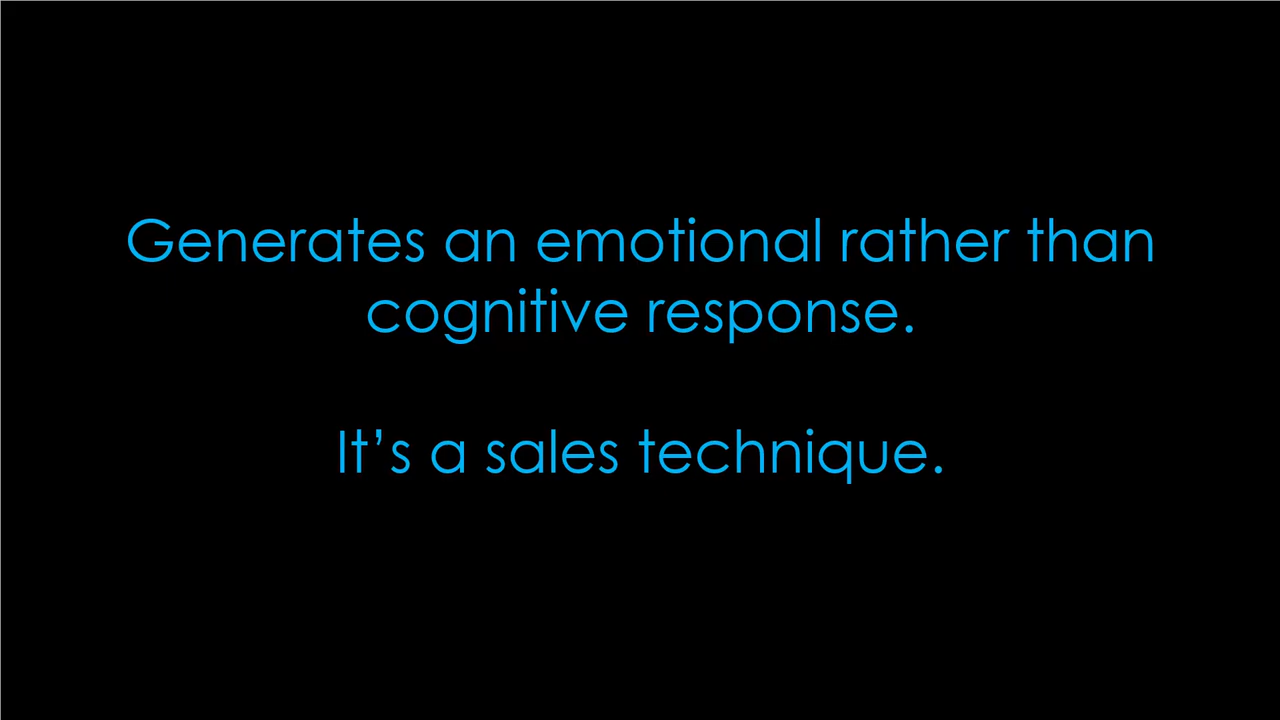 Generates an emotional rather than
cognitive response.
It’s a sales technique.